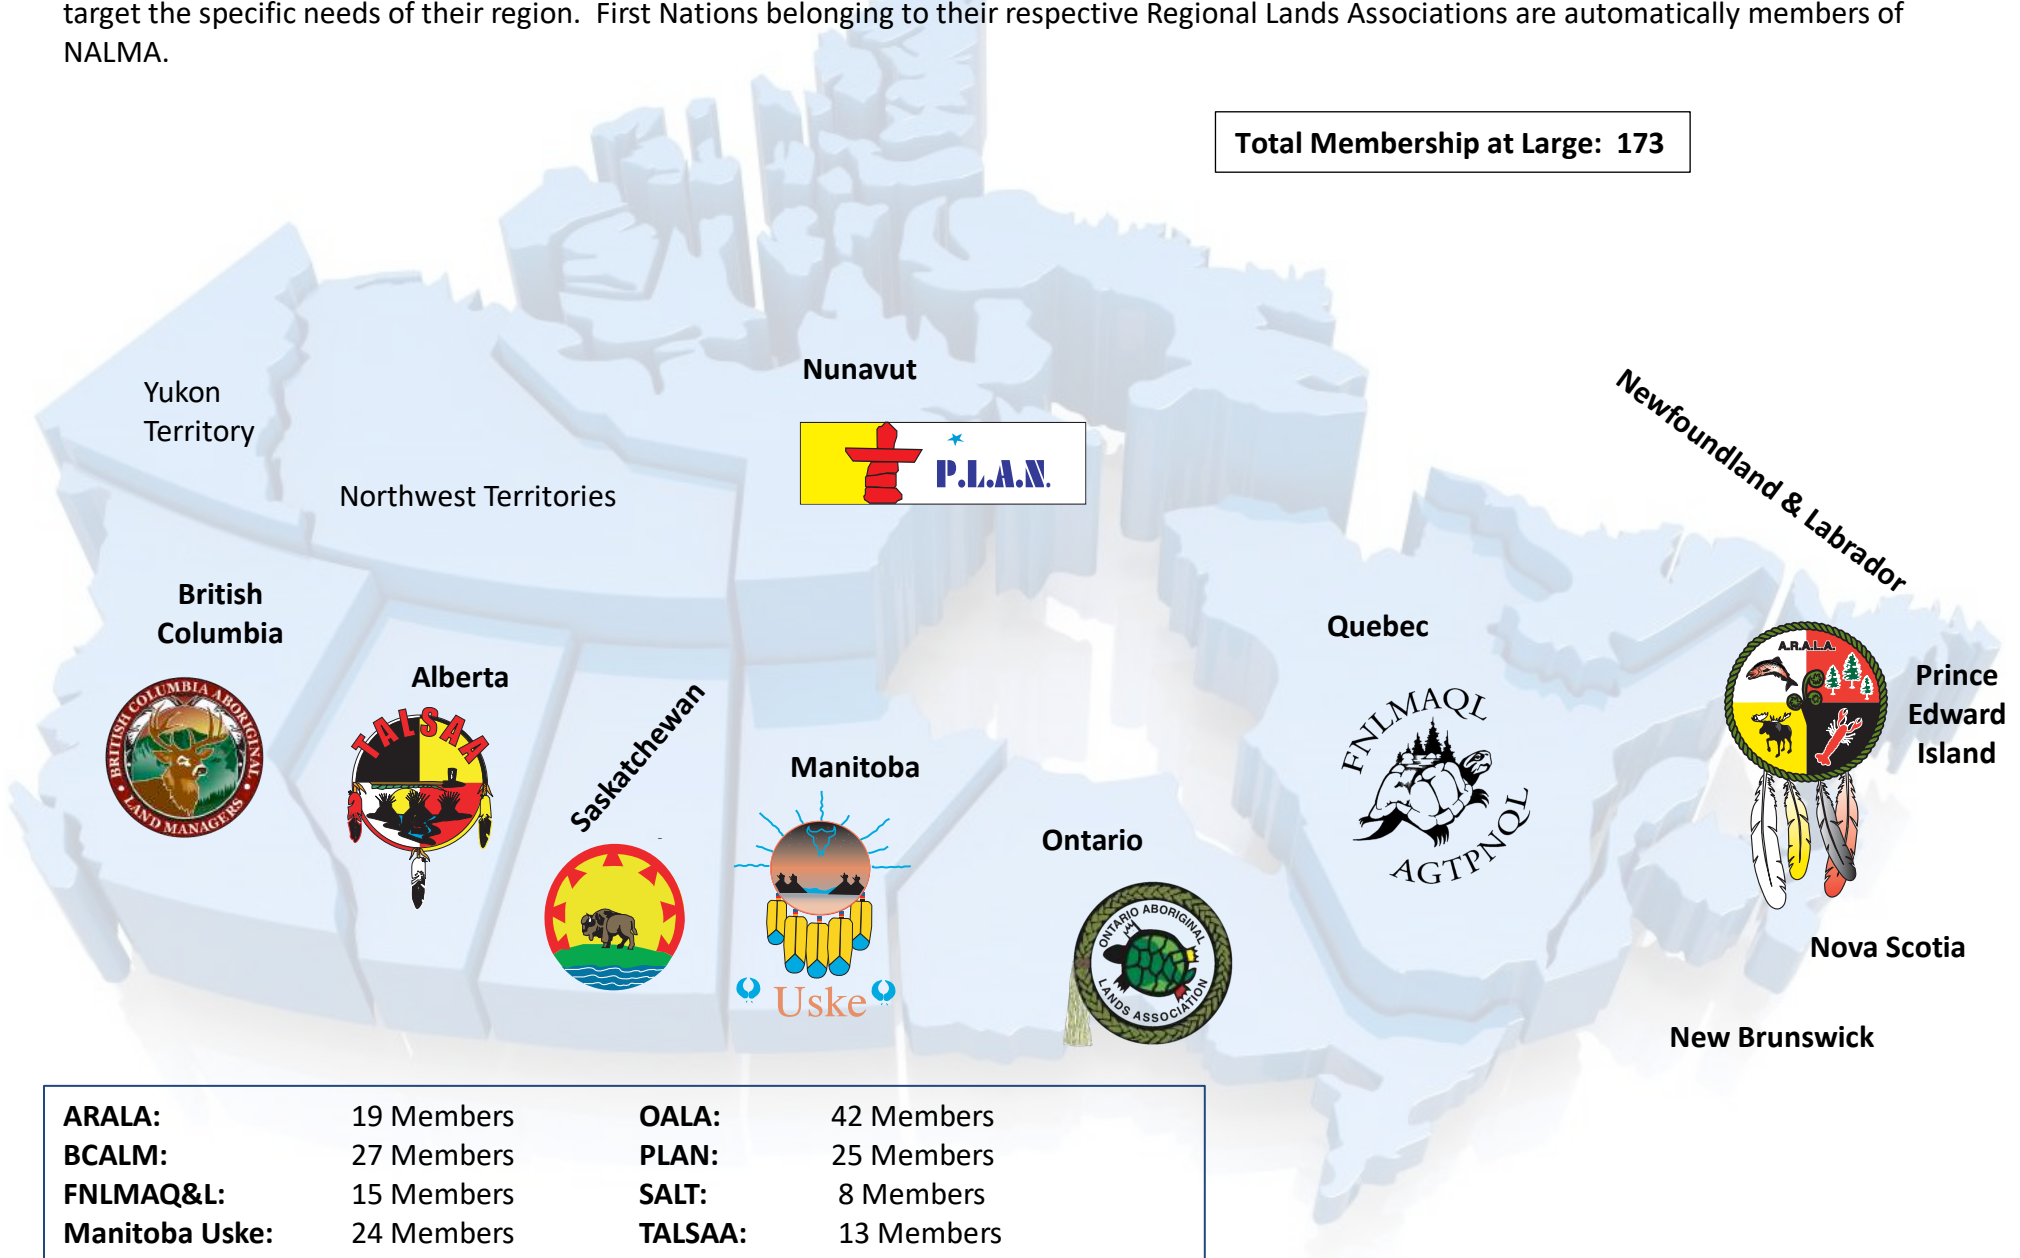 target the specific needs of their region. First Nations belonging to their respective Regional Lands Associations are automatically members of
NALMA.
Total Membership at Large: 173
Nunavut
P.L.A.N.
Yukon
Territory
Northwest Territories
Newfoundland & Labrador
British
Columbia
BRITISH COLUMBIA ABORIGINAL
• LAND MANAGERS •
Alberta
TALSAA
Saskatchewan
Manitoba
Uske
Ontario
ONTARIO ABORIGINAL
LANDS ASSOCIATION
Quebec
FNLMAQL
AGTPNQL
A.R.A.L.A.
Prince
Edward
Island
Nova Scotia
New Brunswick
ARALA: 19 Members OALA: 42 Members
BCALM: 27 Members PLAN: 25 Members
FNLMAQ&L: 15 Members SALT: 8 Members
Manitoba Uske: 24 Members TALSAA: 13 Members